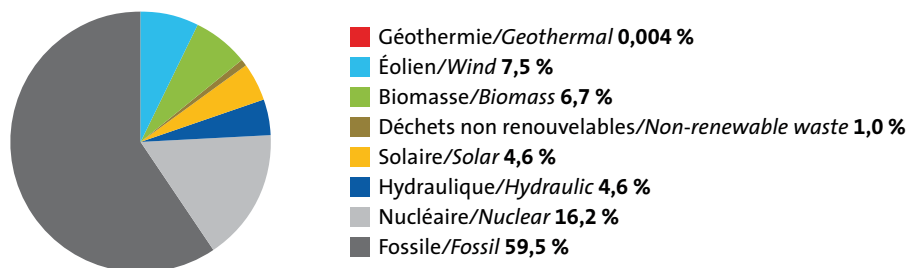 Géothermie/Geothermal 0,004 %
Éolien/Wind 7,5 %
Biomasse/Biomass 6,7 %
Déchets non renouvelables/Non-renewable waste 1,0 %
Solaire/Solar 4,6 %
Hydraulique/Hydraulic 4,6 %
Nucléaire/Nuclear 16,2 %
Fossile/Fossil 59,5 %